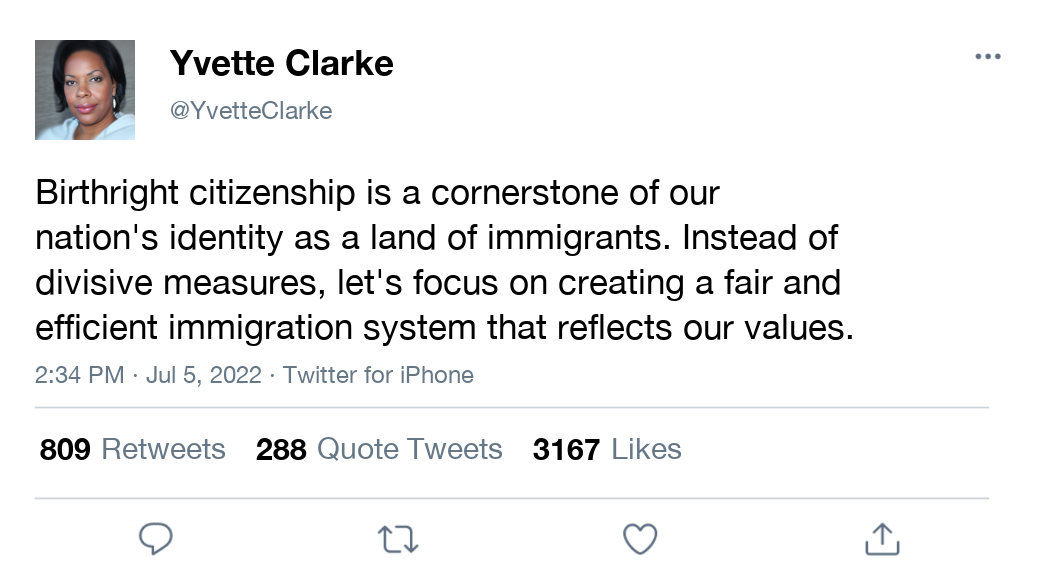 Yvette Clarke
@YvetteClarke
Birthright citizenship is a cornerstone of our
nation's identity as a land of immigrants. Instead of
divisive measures, let's focus on creating a fair and
efficient immigration system that reflects our values.
2:34 PM · Jul 5, 2022 · Twitter for iPhone
809 Retweets 288 Quote Tweets 3167 Likes